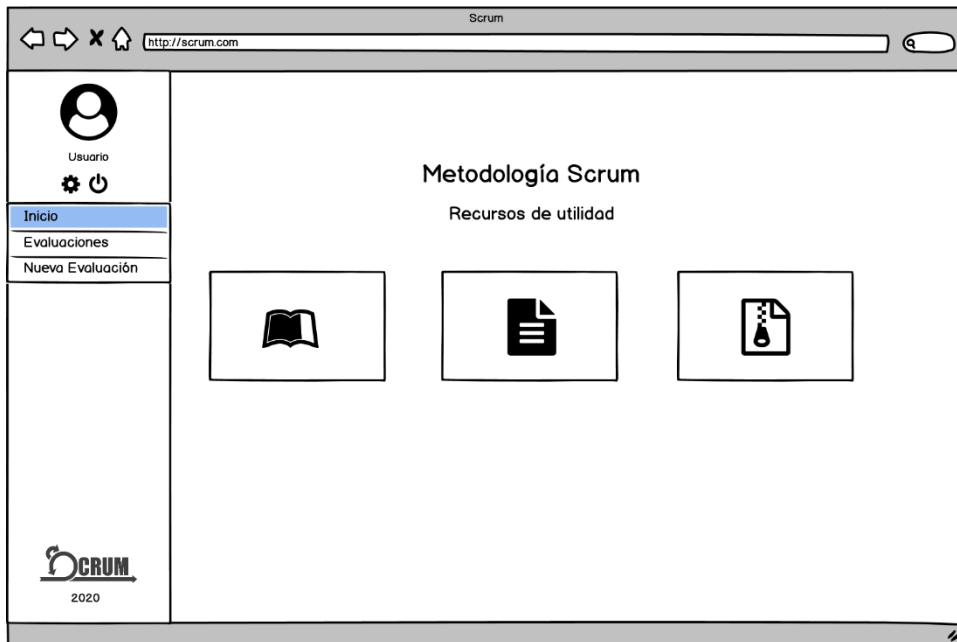 Scrum
http://scrum.com
Usuario
Inicio
Evaluaciones
Nueva Evaluación
Metodología Scrum
Recursos de utilidad
SCRUM
2020